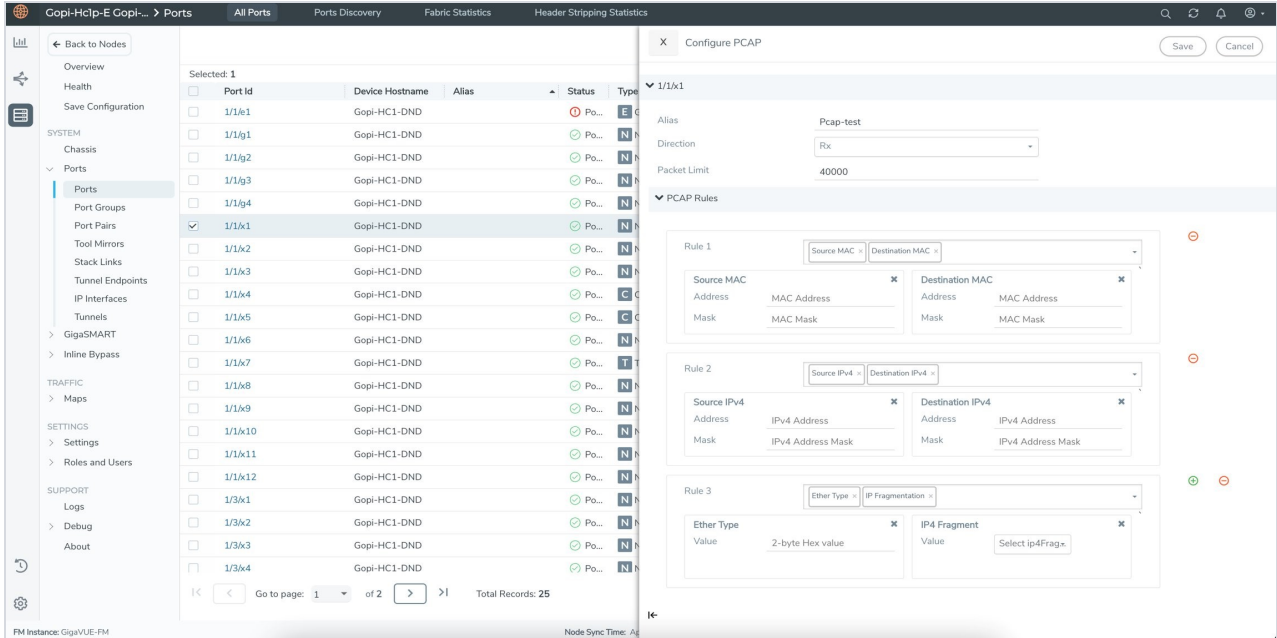 Gopi-Hc1p-E Gopi-... > Ports All Ports Ports Discovery Fabric Statistics Header Stripping Statistics
← Back to Nodes
Overview
Health
Save Configuration
SYSTEM
Chassis
Ports
Ports
Port Groups
Port Pairs
Tool Mirrors
Stack Links
Tunnel Endpoints
IP Interfaces
Tunnels
> GigaSMART
> Inline Bypass
TRAFFIC
> Maps
SETTINGS
> Settings
> Roles and Users
SUPPORT
Logs
> Debug
About
Selected: 1
Port Id Device Hostname Alias Status Type
1/1/e1 Gopi-HC1-DND Po... E
1/1/g1 Gopi-HC1-DND Po... N
1/1/g2 Gopi-HC1-DND Po... N
1/1/g3 Gopi-HC1-DND Po... N
1/1/g4 Gopi-HC1-DND Po... N
1/1/x1 Gopi-HC1-DND Po... N
1/1/x2 Gopi-HC1-DND Po... N
1/1/x3 Gopi-HC1-DND Po... N
1/1/x4 Gopi-HC1-DND Po... C
1/1/x5 Gopi-HC1-DND Po... C
1/1/x6 Gopi-HC1-DND Po... N
1/1/x7 Gopi-HC1-DND Po... T
1/1/x8 Gopi-HC1-DND Po... N
1/1/x9 Gopi-HC1-DND Po... N
1/1/x10 Gopi-HC1-DND Po... N
1/1/x11 Gopi-HC1-DND Po... N
1/1/x12 Gopi-HC1-DND Po... N
1/3/x1 Gopi-HC1-DND Po... N
1/3/x2 Gopi-HC1-DND Po... N
1/3/x3 Gopi-HC1-DND Po... N
1/3/x4 Gopi-HC1-DND Po... N
Go to page: 1 of 2 Total Records: 25
X Configure PCAP Save Cancel
1/1/x1
Alias Pcap-test
Direction Rx
Packet Limit 40000
PCAP Rules
Rule 1 Source MAC × Destination MAC ×
Source MAC Destination MAC
Address MAC Address Address MAC Address
Mask MAC Mask Mask MAC Mask
Rule 2 Source IPv4 × Destination IPv4 ×
Source IPv4 Destination IPv4
Address IPv4 Address Address IPv4 Address
Mask IPv4 Address Mask Mask IPv4 Address Mask
Rule 3 Ether Type × IP Fragmentation ×
Ether Type IP4 Fragment
Value 2-byte Hex value Value Select ip4Frag...
FM Instance: GigaVUE-FM Node Sync Time: